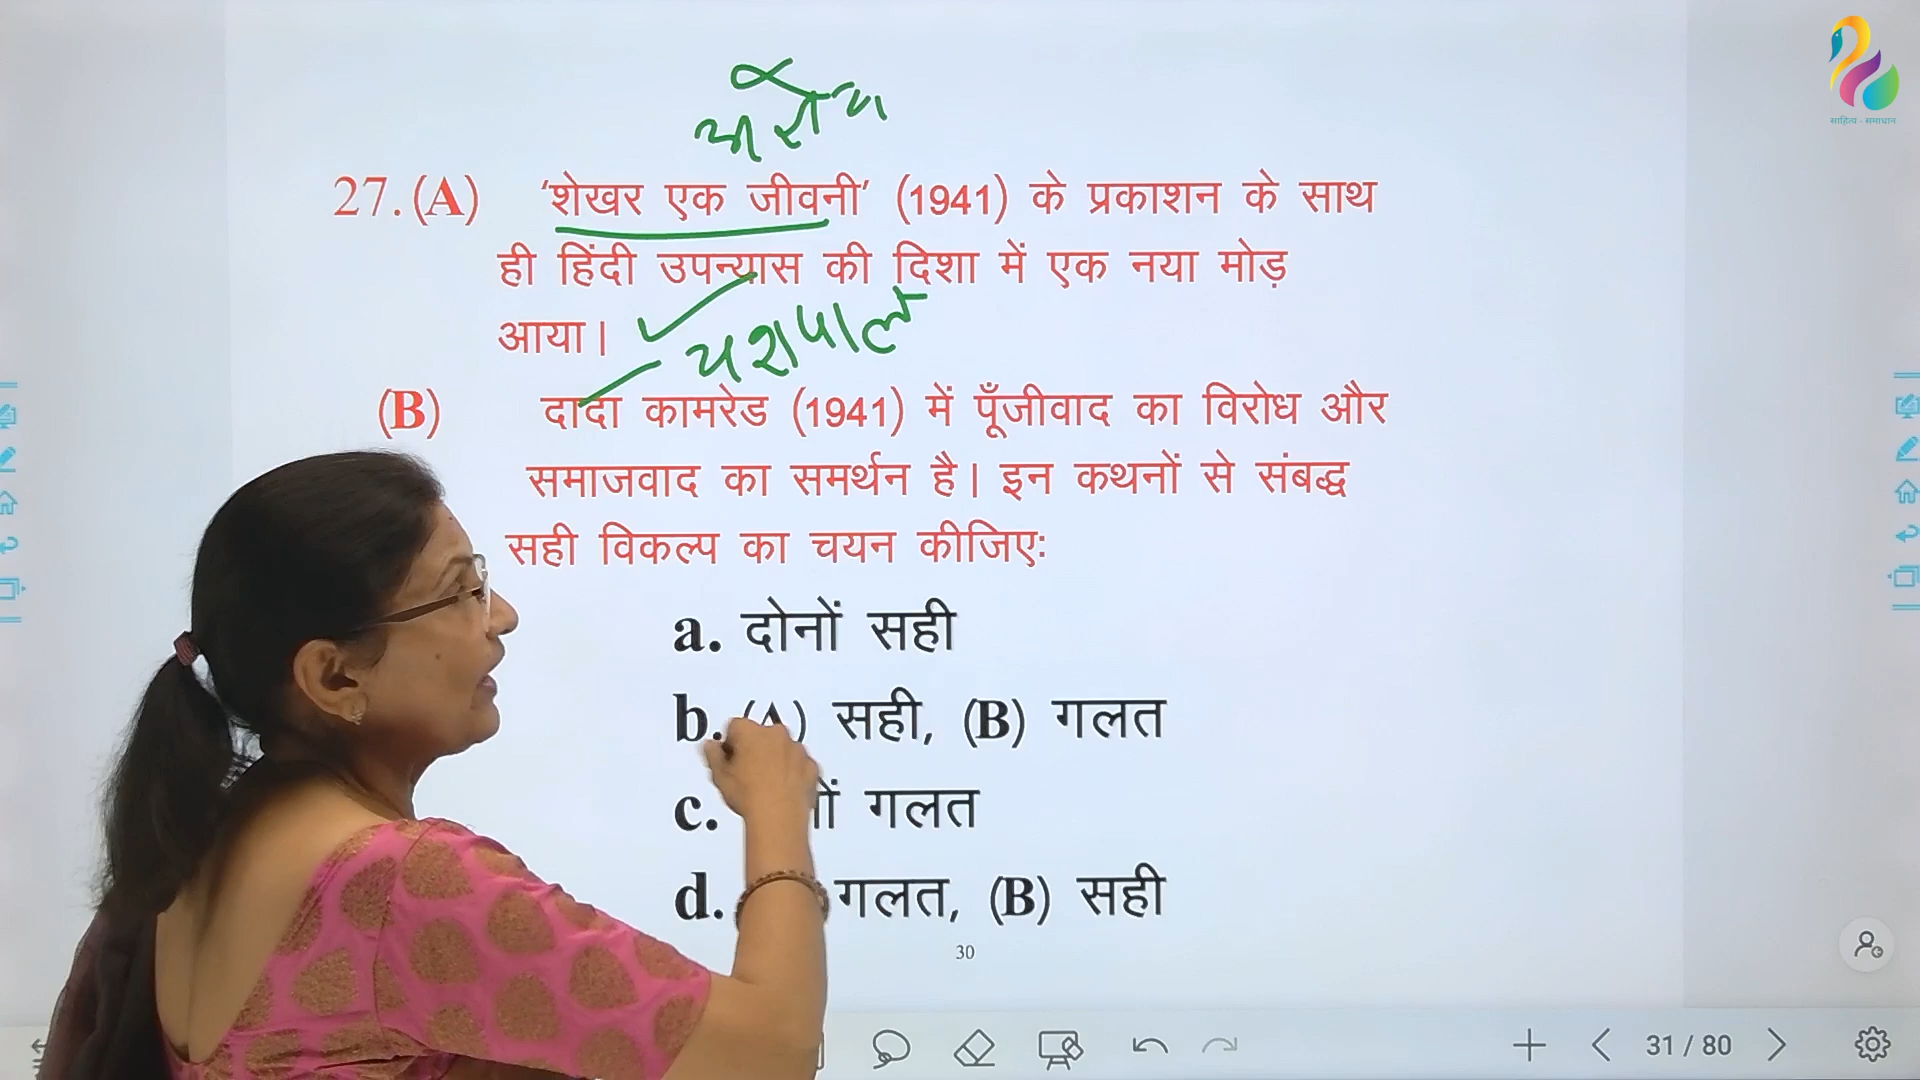 साहित्य - समाधान
अज्ञेय
27. (A) 'शेखर एक जीवनी' (1941) के प्रकाशन के साथ
ही हिंदी उपन्यास की दिशा में एक नया मोड़
आया।
यशपाल
(B) दादा कामरेड (1941) में पूँजीवाद का विरोध और
समाजवाद का समर्थन है। इन कथनों से संबद्ध
सही विकल्प का चयन कीजिएः
a. दोनों सही
b. (A) सही, (B) गलत
c. गलत
d. गलत, (B) सही
30
31 / 80